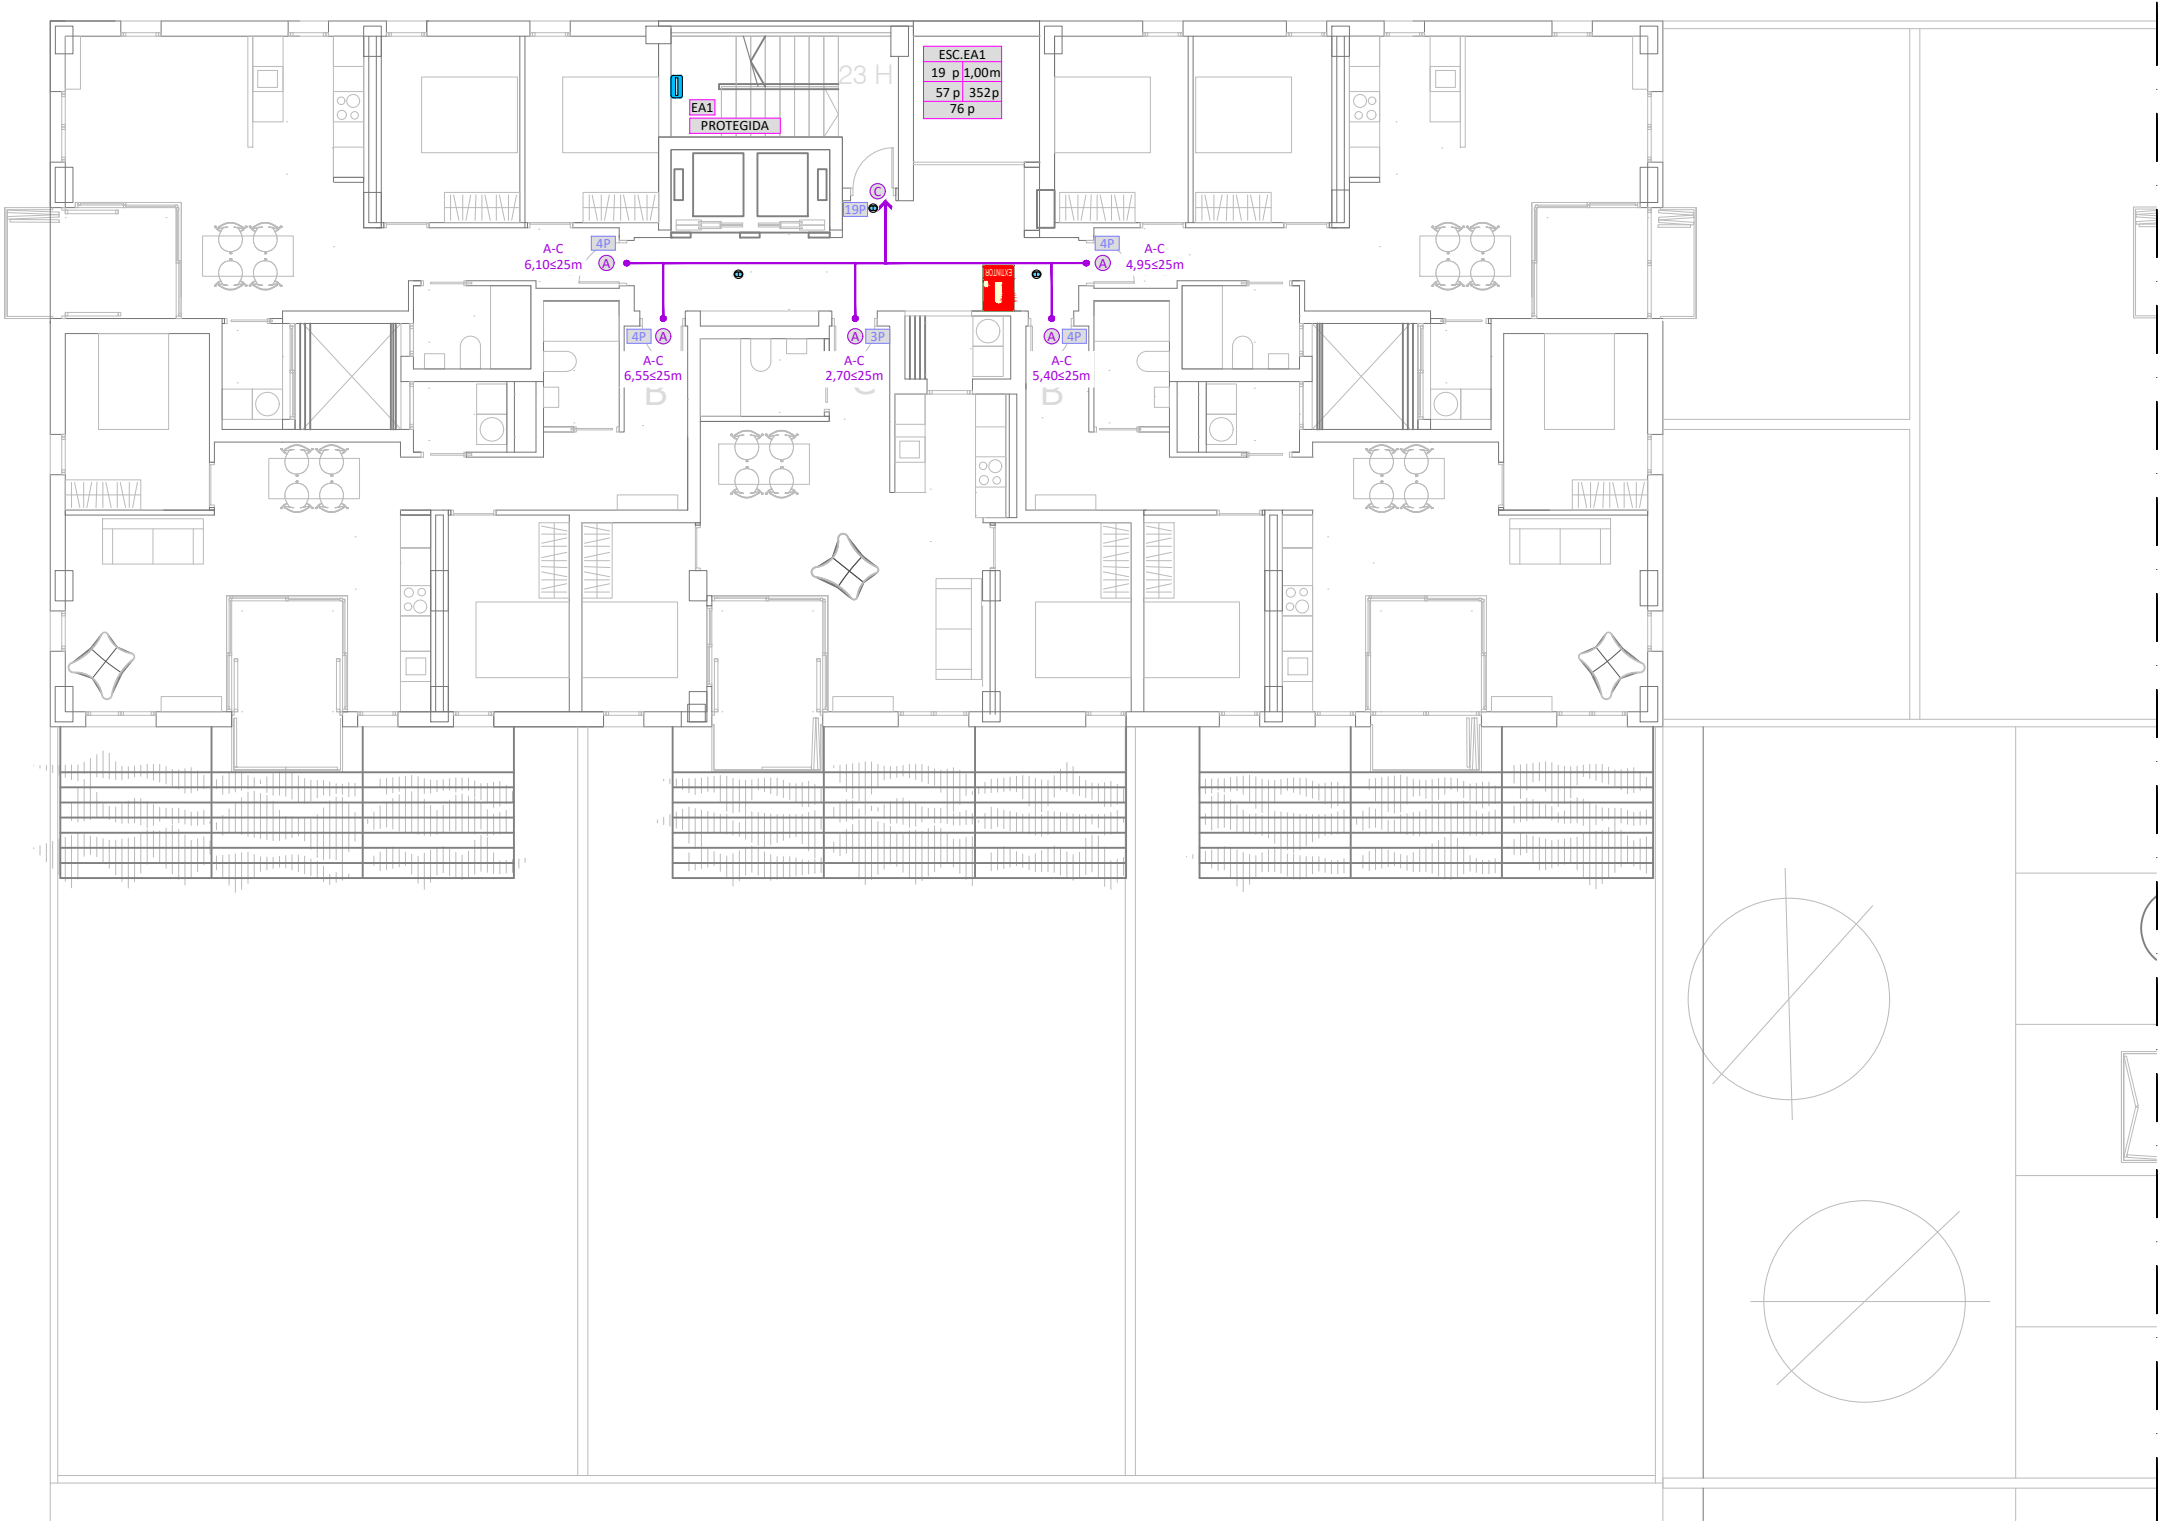 ESC.EA1
19 p 1,00m
57 p 352p
76 p
23 H
EA1
PROTEGIDA
C
19P
A-C
6,10≤25m
4P
A
4P
A
A-C
4,95≤25m
EXTINTOR
4P A
A 3P
A 4P
A-C
6,55≤25m
A-C
2,70≤25m
A-C
5,40≤25m
B
C
B